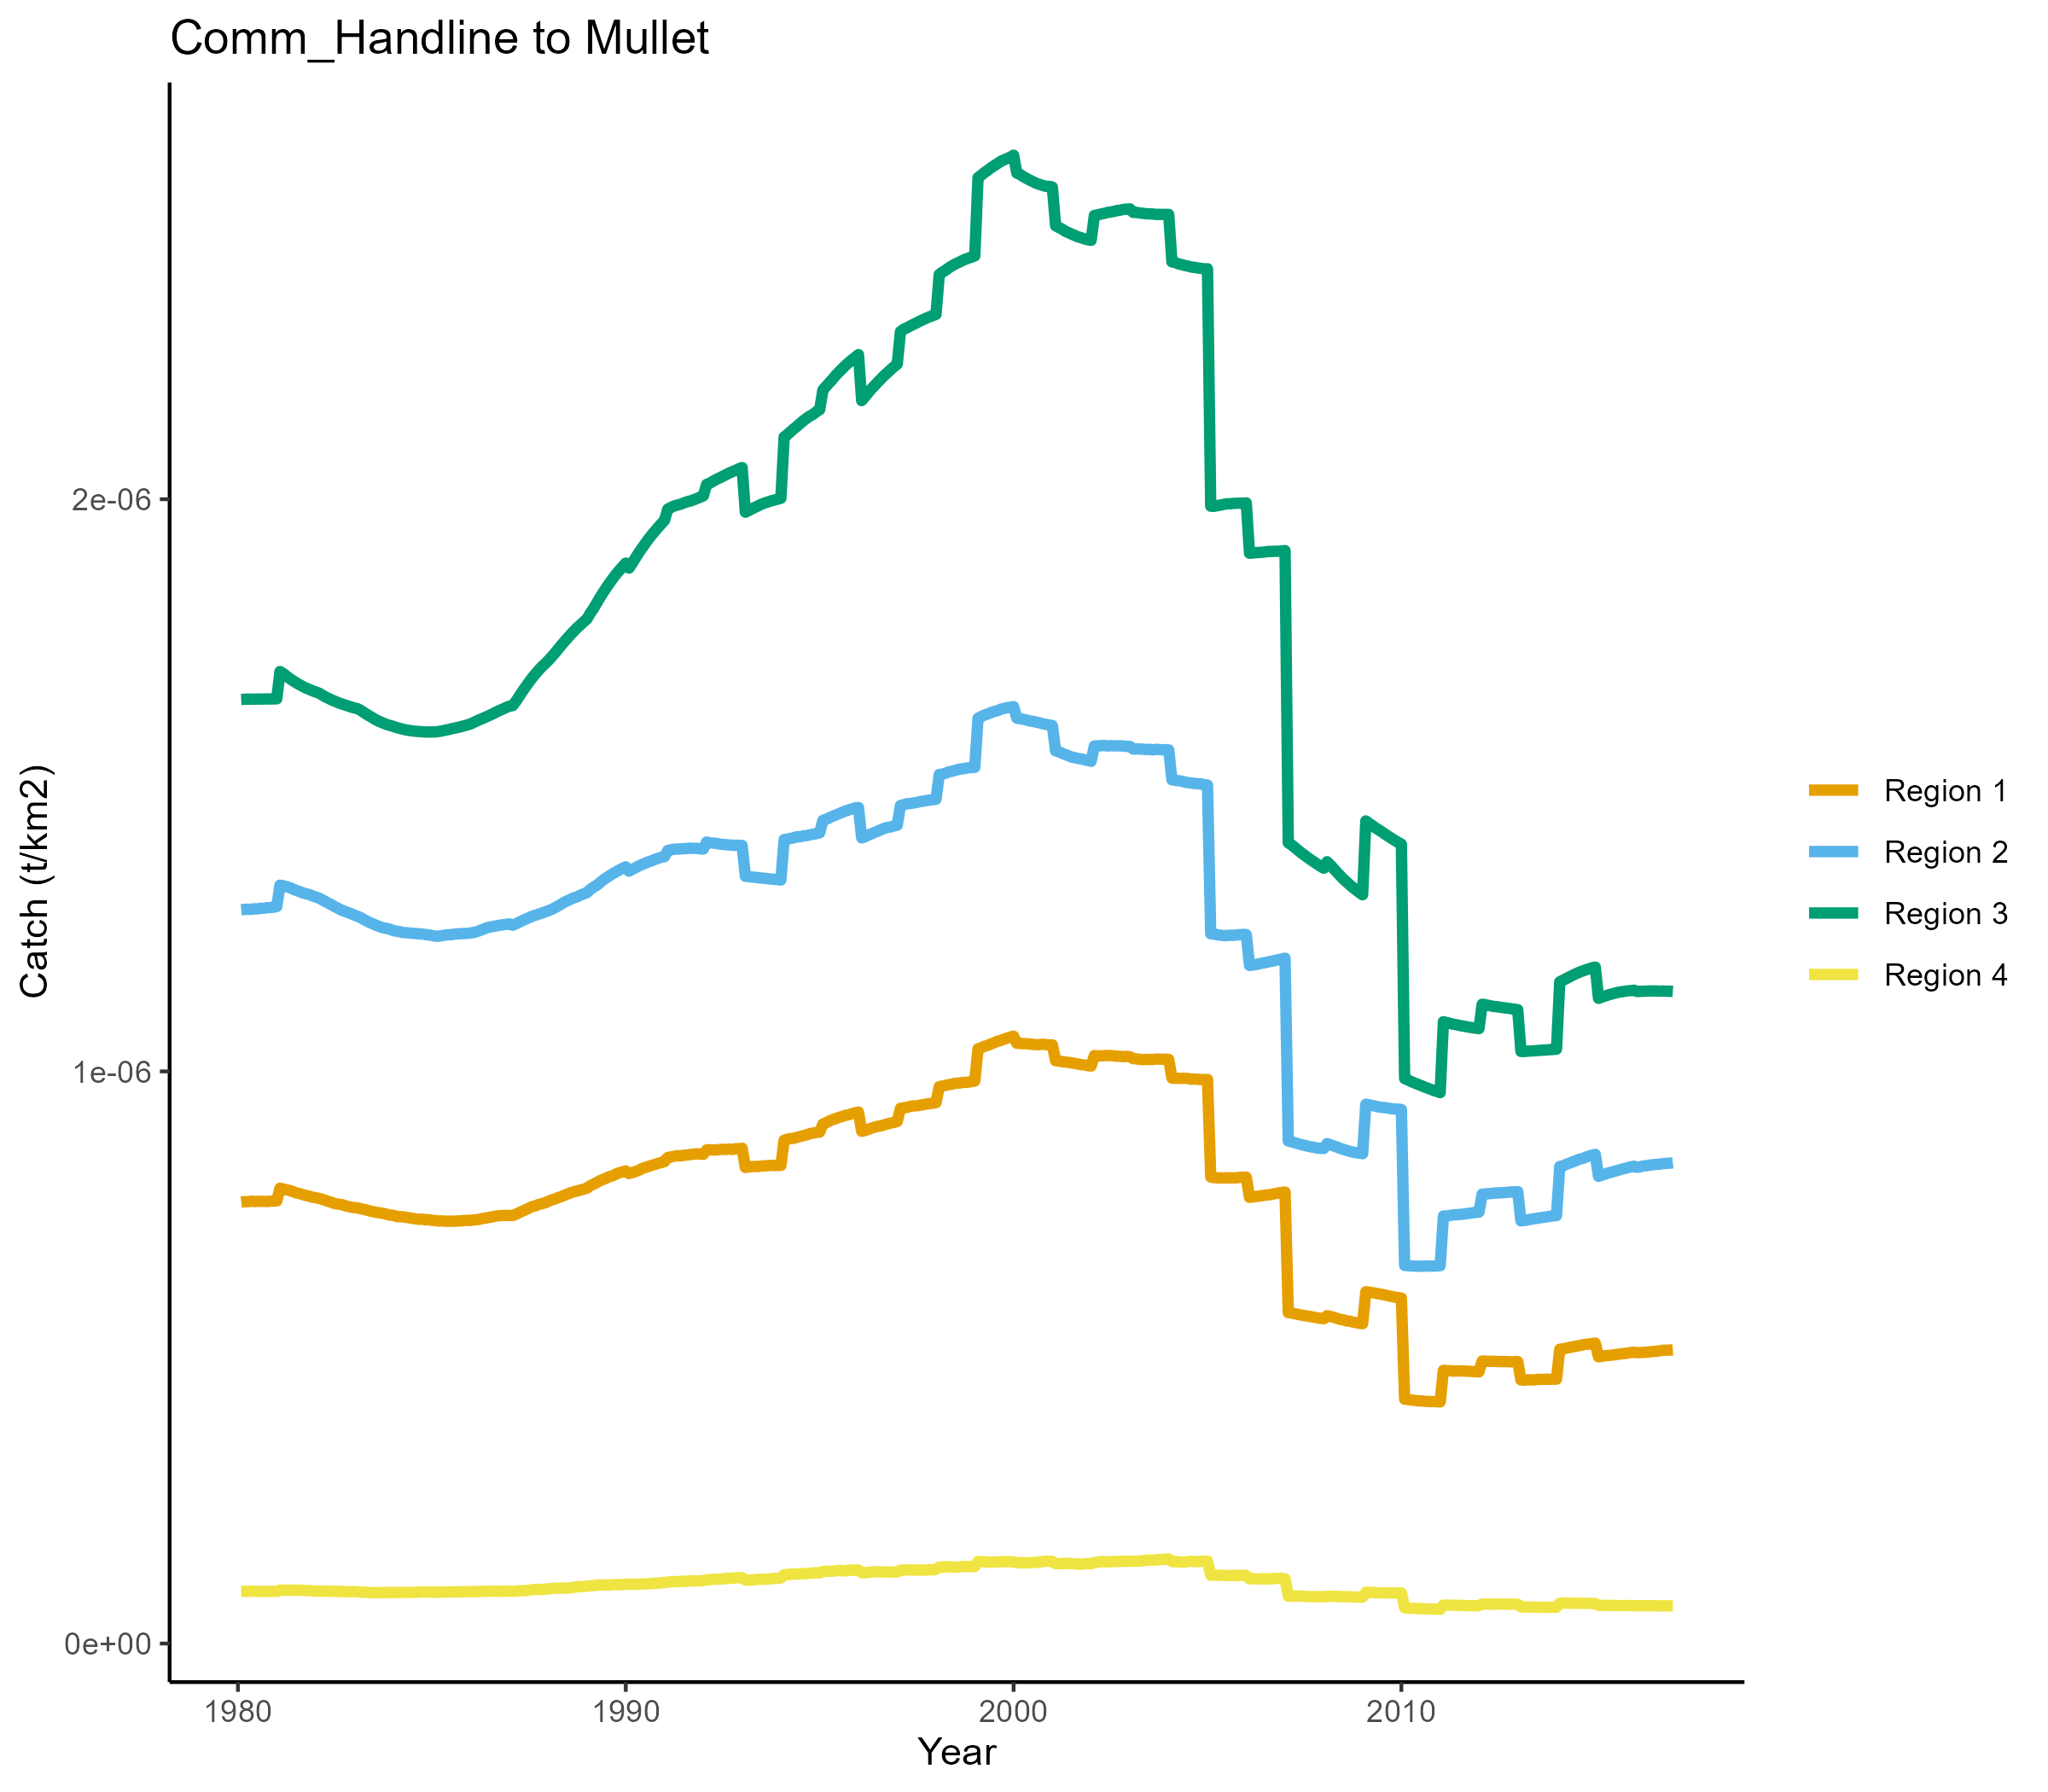 Comm_Handline to Mullet
Catch (t/km2)
2e-06
1e-06
0e+00
1980
1990
2000
2010
Year
Region 1
Region 2
Region 3
Region 4